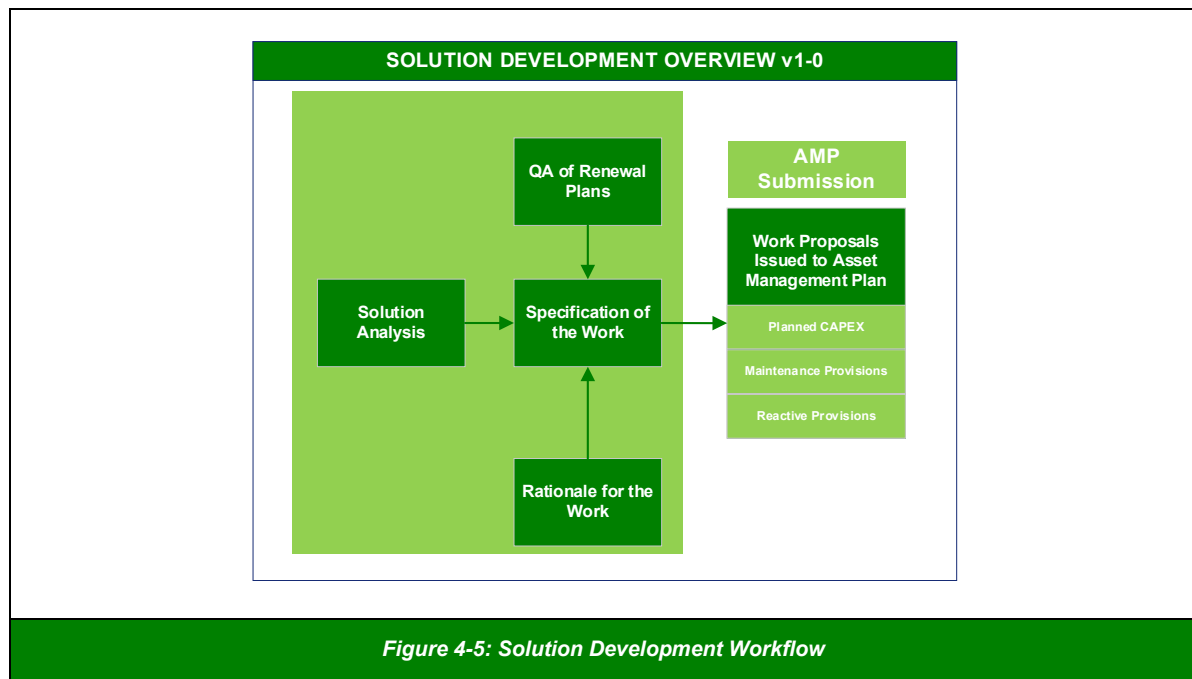 SOLUTION DEVELOPMENT OVERVIEW v1-0
QA of Renewal
Plans
AMP
Submission
Work Proposals
Issued to Asset
Management Plan
Solution
Analysis
Specification of
the Work
Planned CAPEX
Maintenance Provisions
Reactive Provisions
Rationale for the
Work
Figure 4-5: Solution Development Workflow